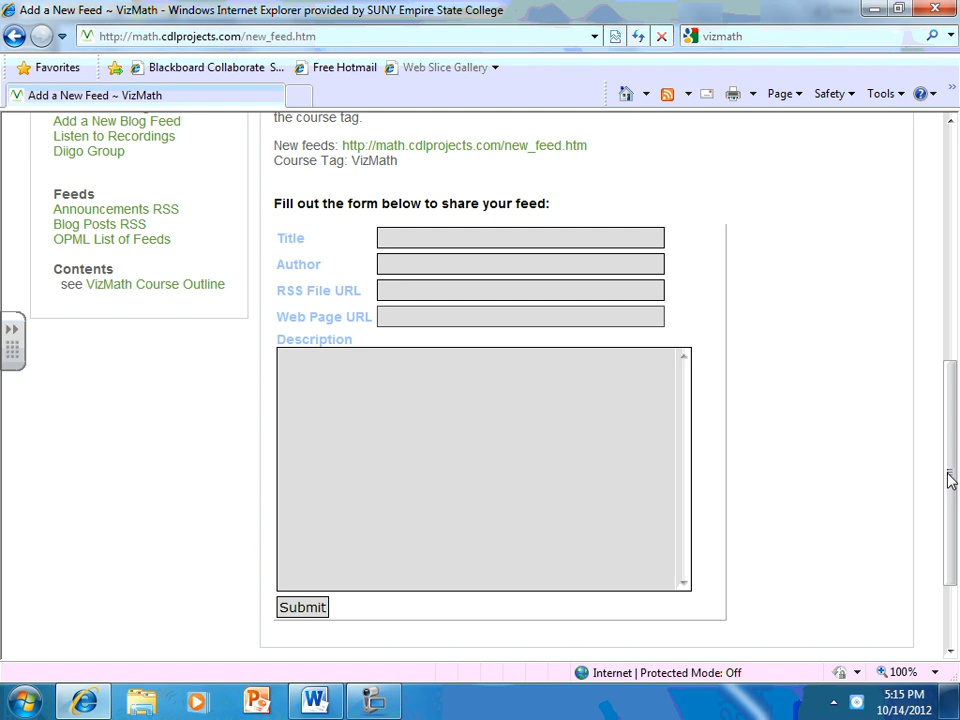 Add a New Feed ~ VizMath - Windows Internet Explorer provided by SUNY Empire State College
http://math.cdlprojects.com/new_feed.htm
vizmath
Favorites
Blackboard Collaborate S...
Free Hotmail
Web Slice Gallery
Add a New Feed ~ VizMath
Page
Safety
Tools
Add a New Blog Feed
Listen to Recordings
Diigo Group
Feeds
Announcements RSS
Blog Posts RSS
OPML List of Feeds
Contents
see VizMath Course Outline
the course tag.
New feeds: http://math.cdlprojects.com/new_feed.htm
Course Tag: VizMath
Fill out the form below to share your feed:
Title
Author
RSS File URL
Web Page URL
Description
Submit
Internet | Protected Mode: Off
100%
5:15 PM
10/14/2012